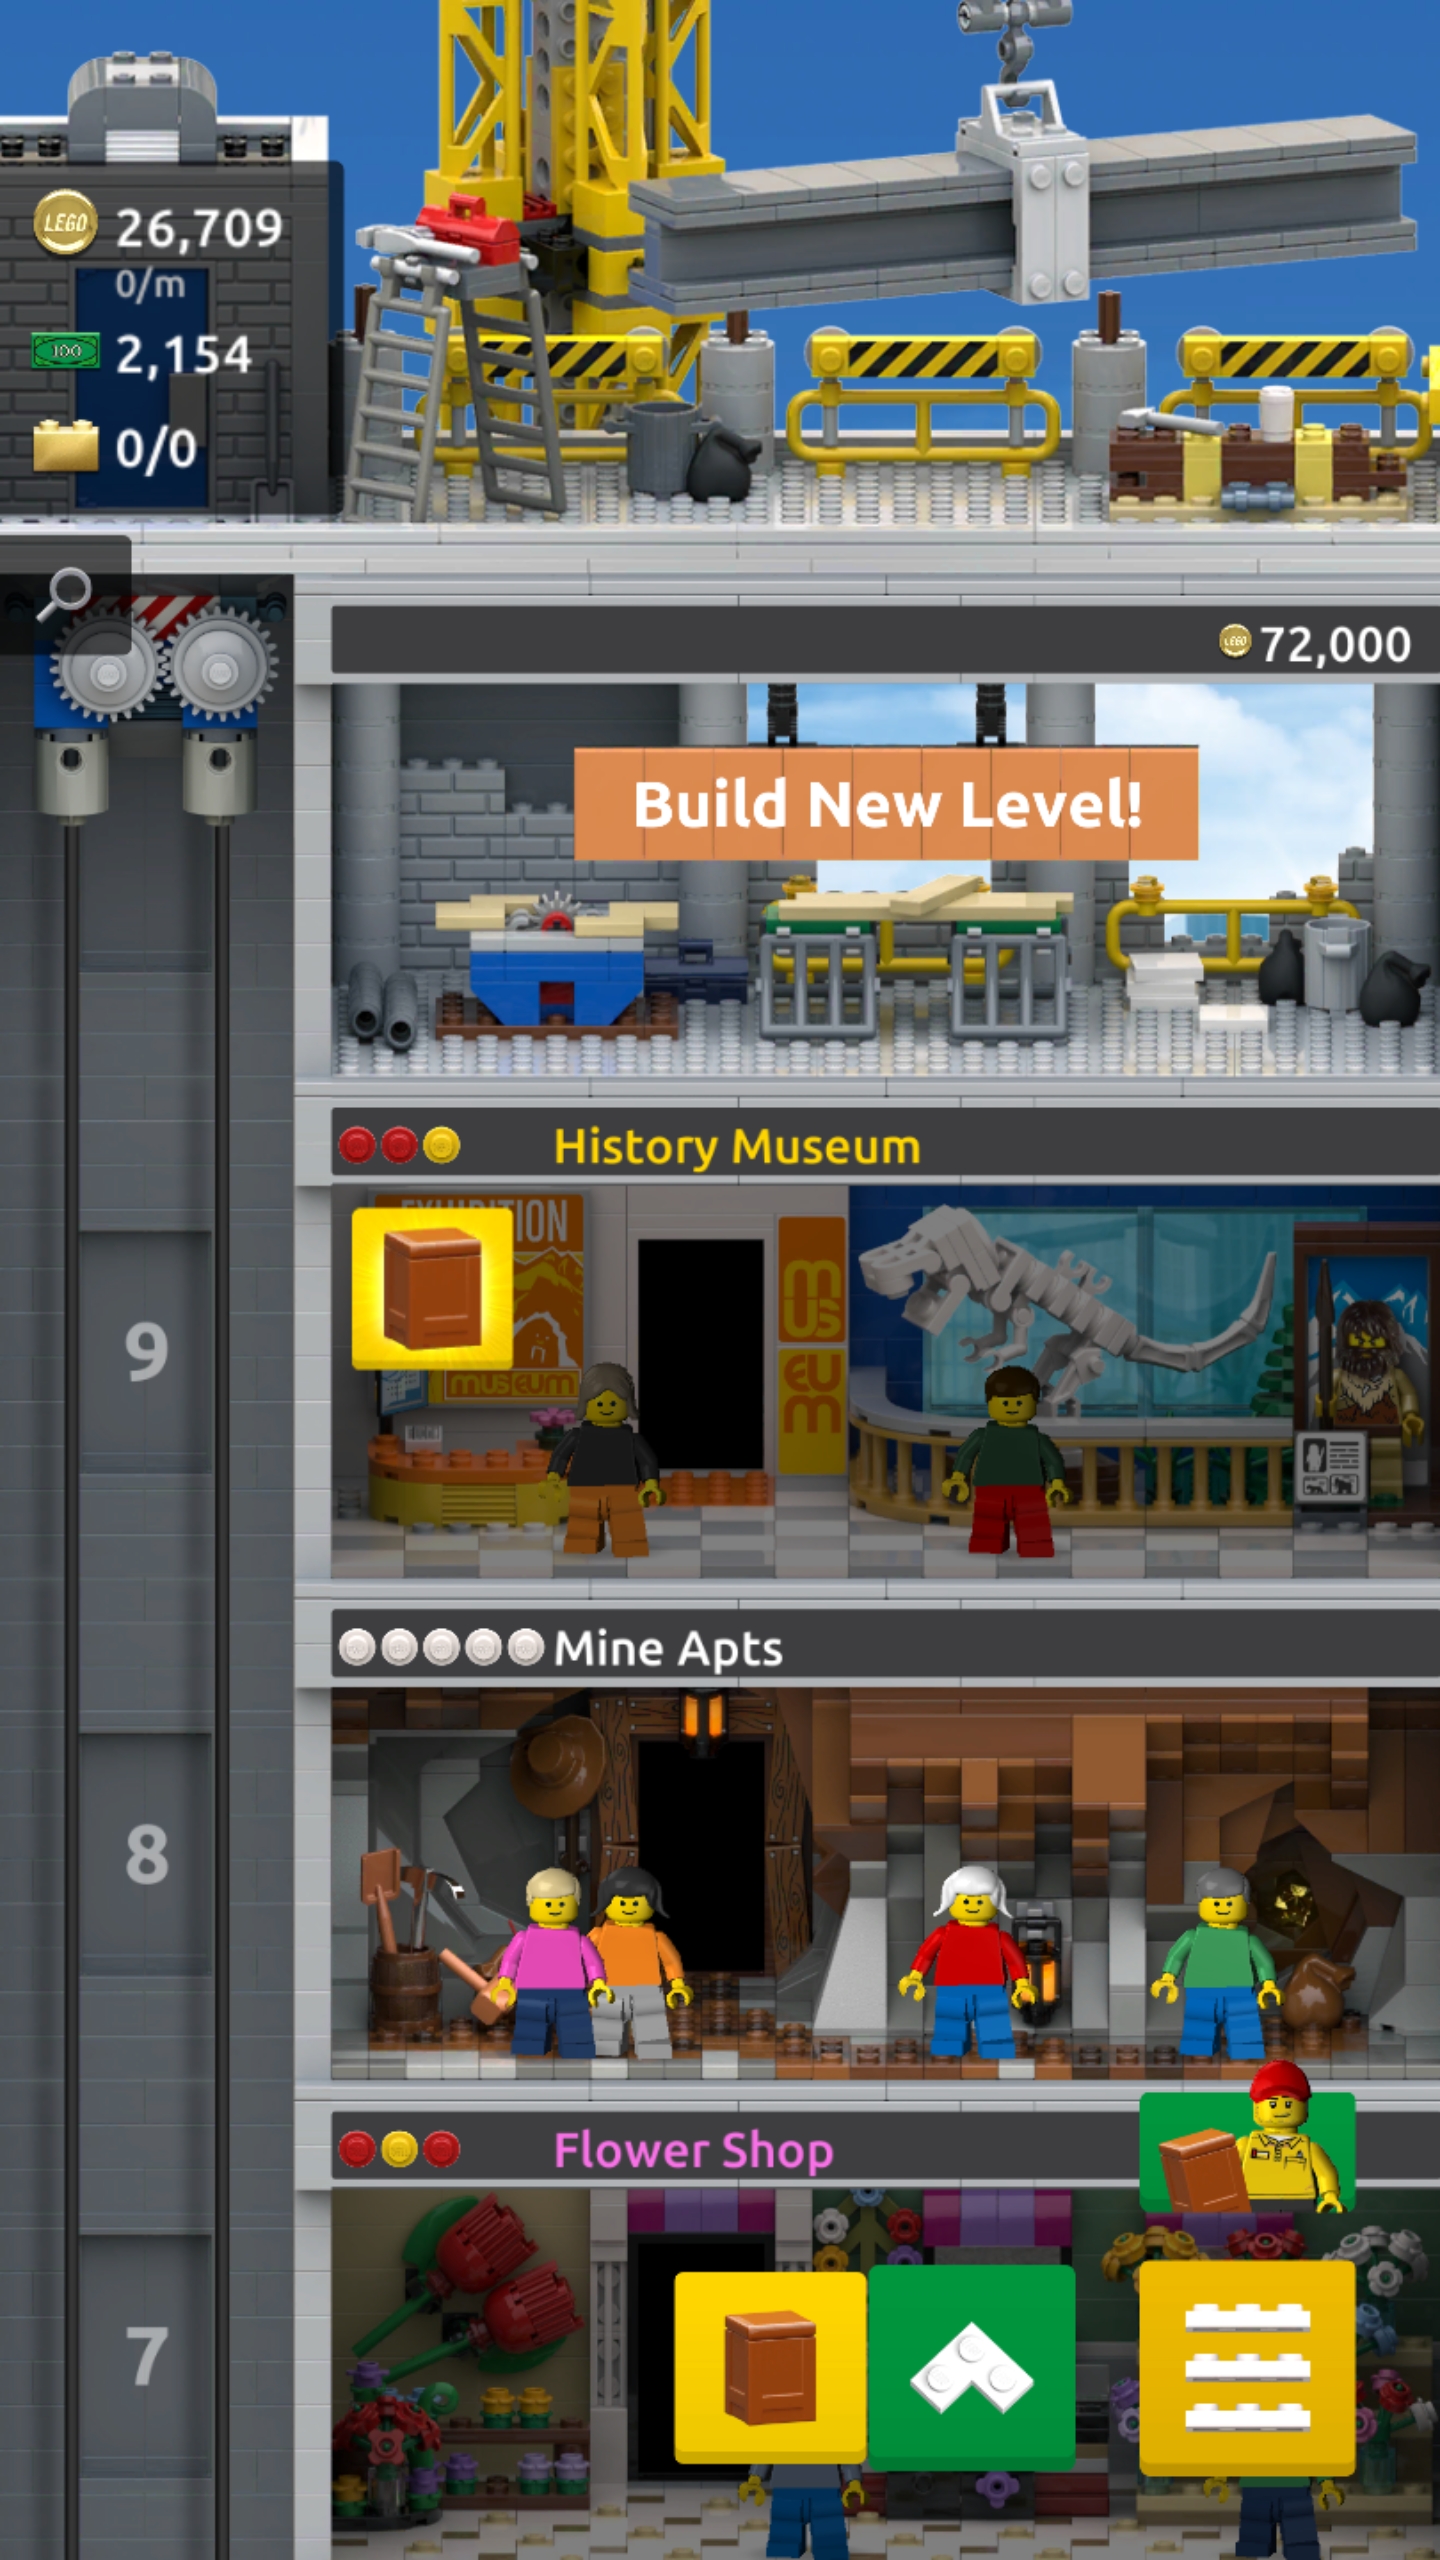 LEGO 26,709
0/m
100 2,154
0/0
LEGO 72,000
Build New Level!
History Museum
EXHIBITION
MUS
EUM
museum
9
Mine Apts
8
Flower Shop
7